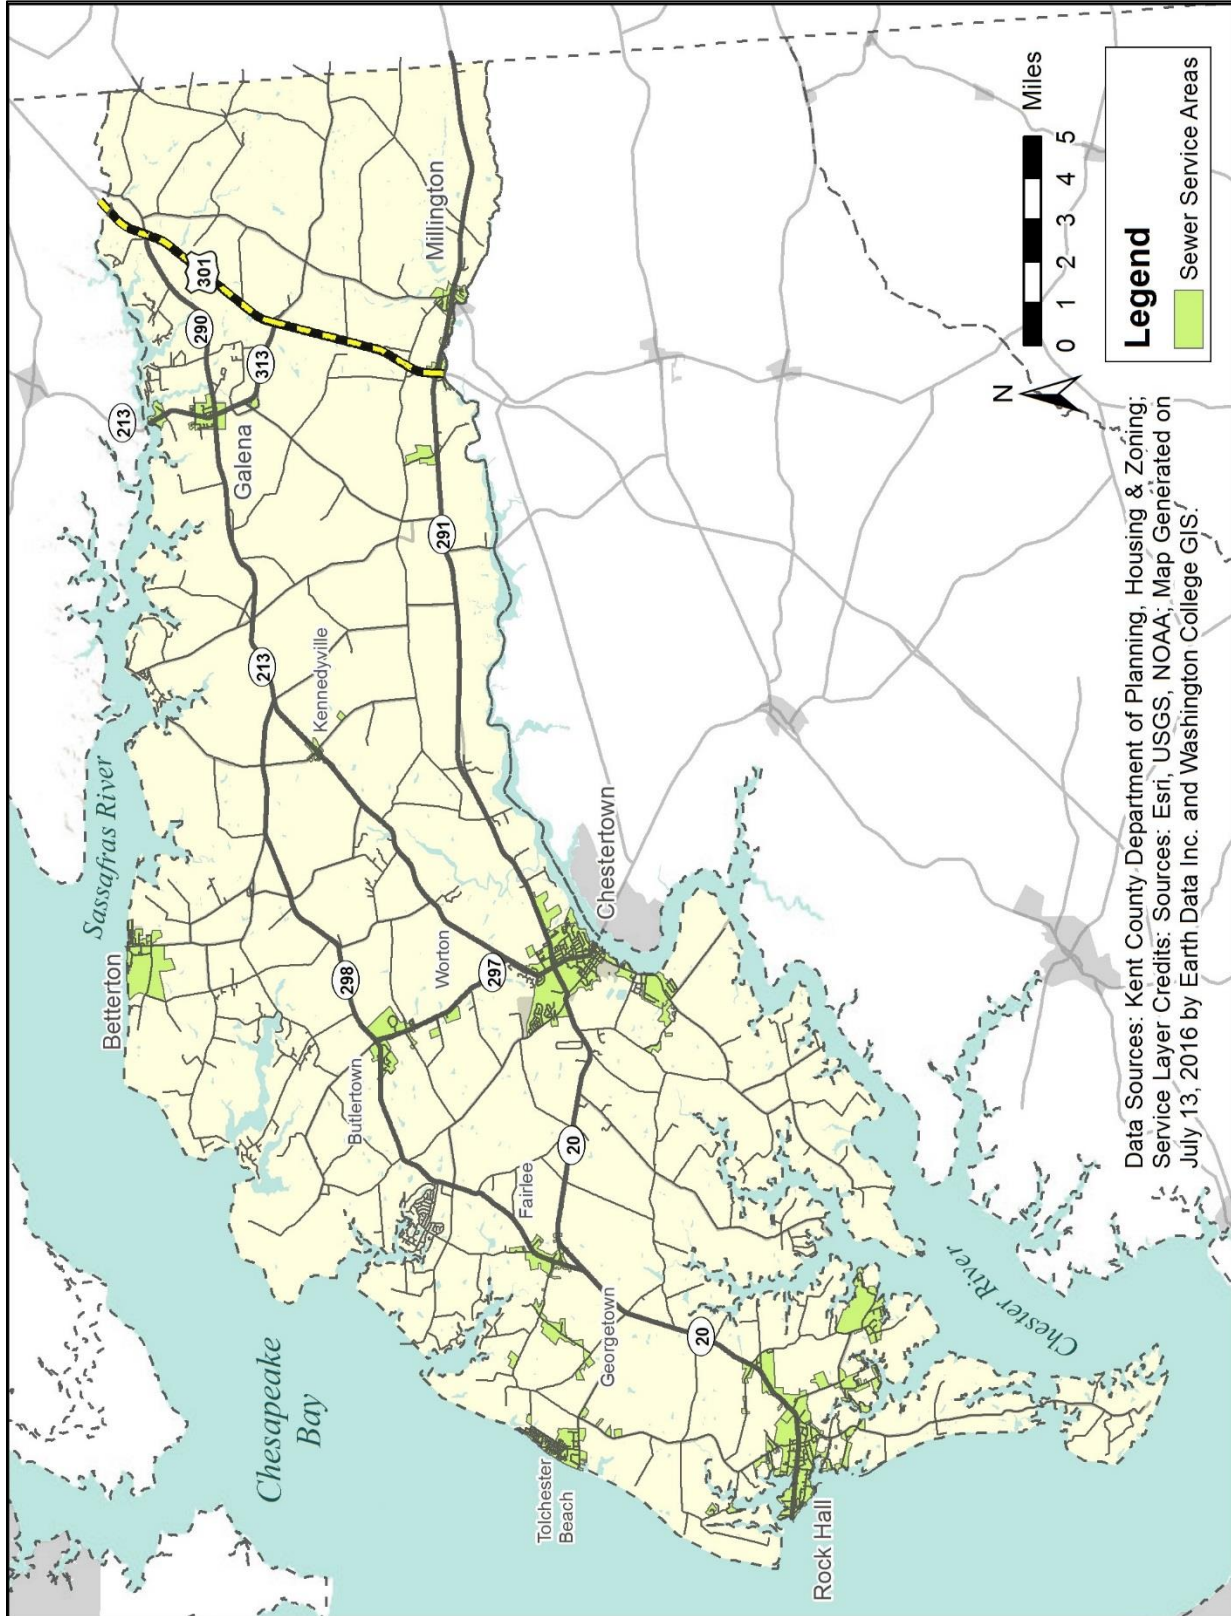 Chesapeake
Bay
Sassafras River
Chester River
Betterton
Butlertown
Worton
Kennedyville
Galena
Millington
Chestertown
Fairlee
Georgetown
Tolchester
Beach
Rock Hall
213
290
301
313
213
291
298
297
20
20
N
0 1 2 3 4 5
Miles
Legend
Sewer Service Areas
Data Sources: Kent County Department of Planning, Housing & Zoning;
Service Layer Credits: Sources: Esri, USGS, NOAA; Map Generated on
July 13, 2016 by Earth Data Inc. and Washington College GIS.